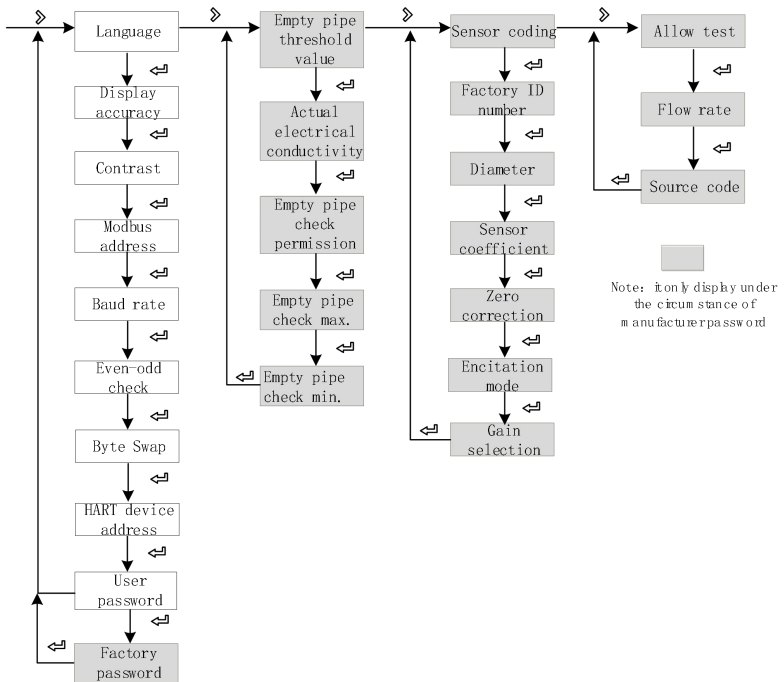 Language
Display
accuracy
Contrast
Modbus
address
Baud rate
Even-odd
check
Byte Swap
HART device
address
User
password
Factory
password
Empty pipe
threshold
value
Actual
electrical
conductivity
Empty pipe
check
permission
Empty pipe
check max.
Empty pipe
check min.
Sensor coding
Factory ID
number
Diameter
Sensor
coefficient
Zero
correction
Encitation
mode
Gain
selection
Allow test
Flow rate
Source code
Note: it only display under
the circumstance of
manufacturer password